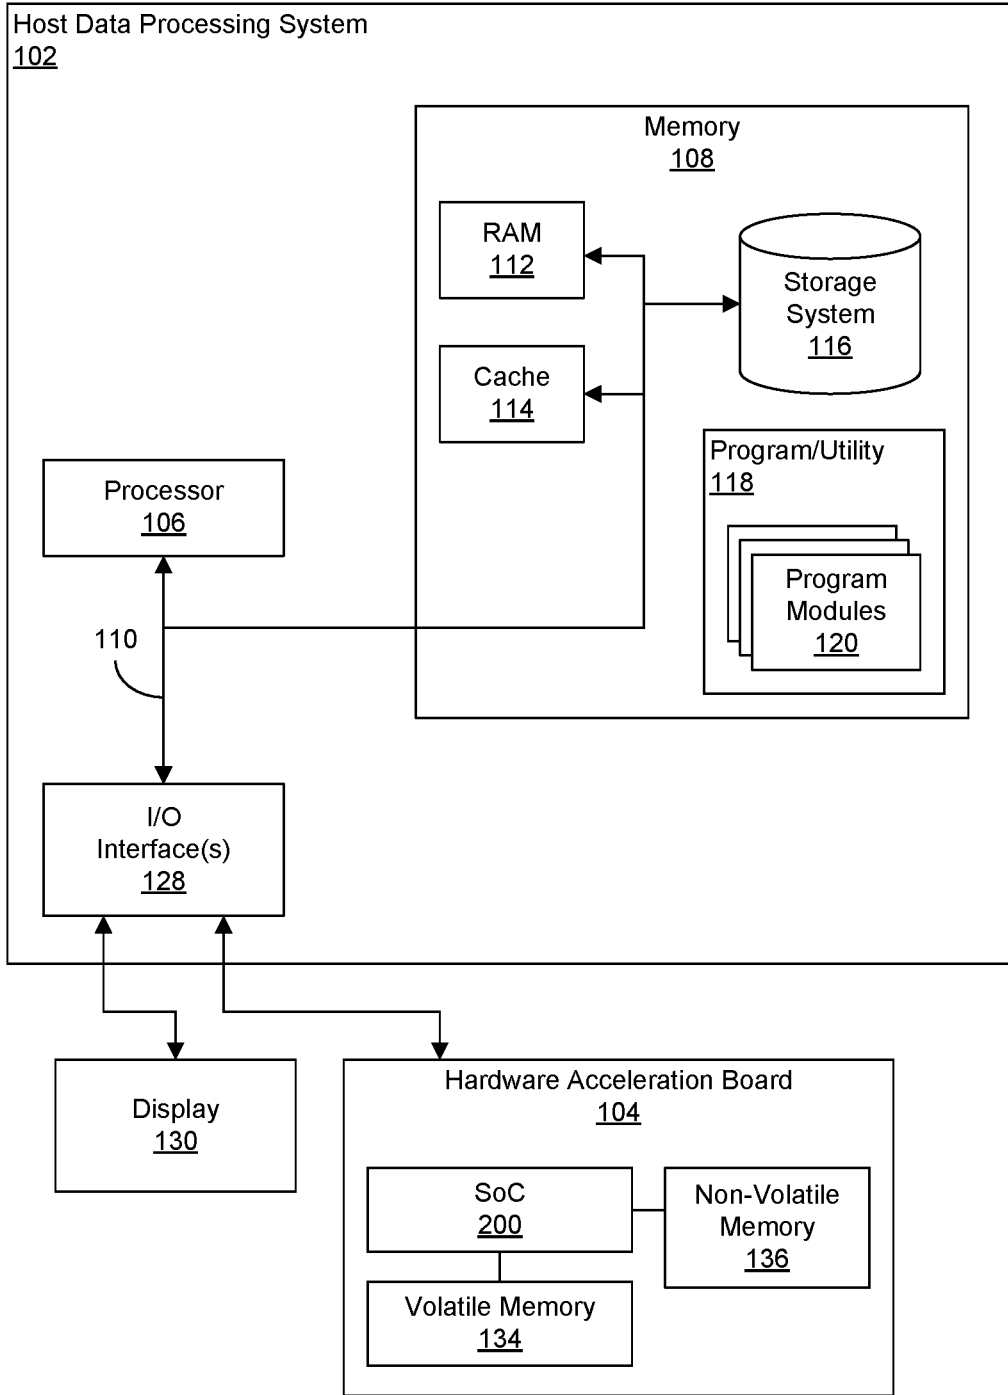 Host Data Processing System
102
Memory
108
RAM
112
Storage
System
116
Cache
114
Program/Utility
118
Processor
106
Program
Modules
120
110
I/O
Interface(s)
128
Display
130
Hardware Acceleration Board
104
SoC
200
Non-Volatile
Memory
136
Volatile Memory
134